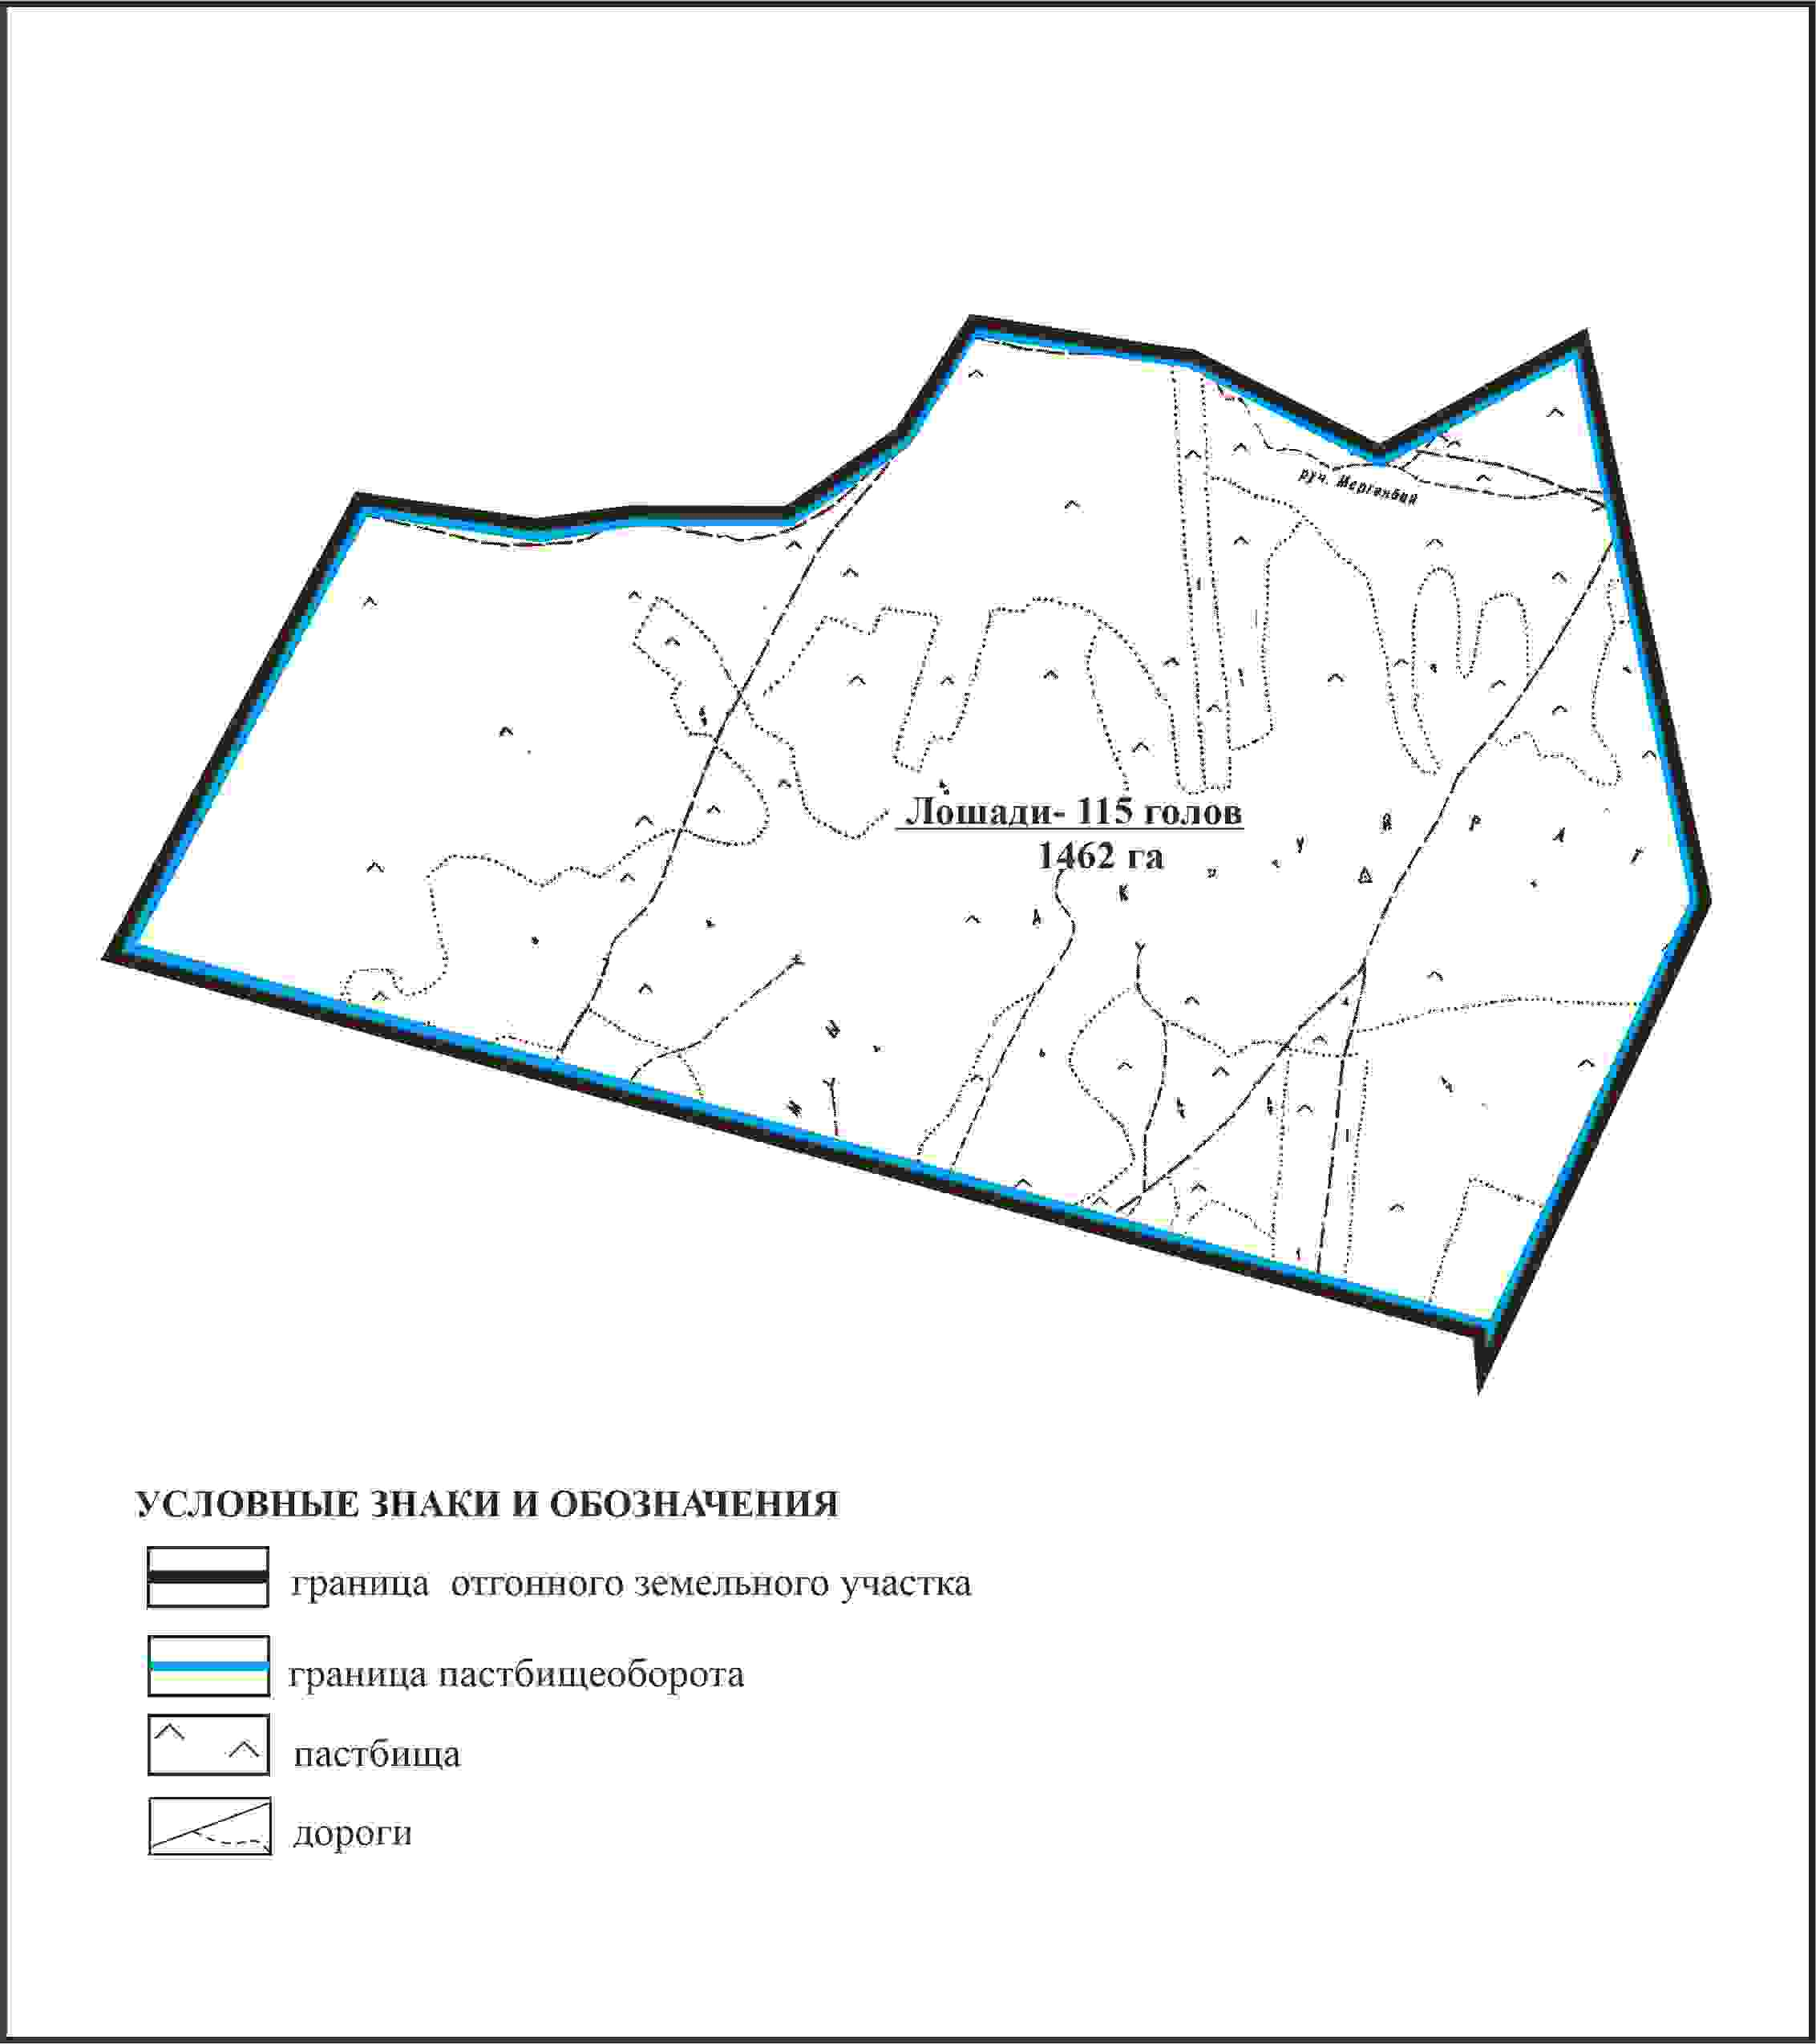 руч. Мергенбай
Лошади- 115 голов
1462 га
А К У Й Р А Т
УСЛОВНЫЕ ЗНАКИ И ОБОЗНАЧЕНИЯ
граница отгонного земельного участка
граница пастбищеоборота
пастбища
дороги